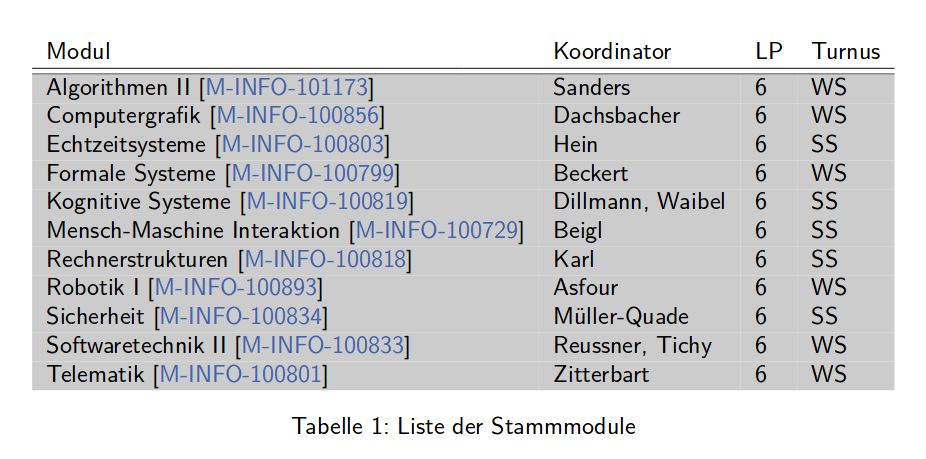 Modul Koordinator LP Turnus
Algorithmen II [M-INFO-101173] Sanders 6 WS
Computergrafik [M-INFO-100856] Dachsbacher 6 WS
Echtzeitsysteme [M-INFO-100803] Hein 6 SS
Formale Systeme [M-INFO-100799] Beckert 6 WS
Kognitive Systeme [M-INFO-100819] Dillmann, Waibel 6 SS
Mensch-Maschine Interaktion [M-INFO-100729] Beigl 6 SS
Rechnerstrukturen [M-INFO-100818] Karl 6 SS
Robotik I [M-INFO-100893] Asfour 6 WS
Sicherheit [M-INFO-100834] Müller-Quade 6 SS
Softwaretechnik II [M-INFO-100833] Reussner, Tichy 6 WS
Telematik [M-INFO-100801] Zitterbart 6 WS
Tabelle 1: Liste der Stammmodule